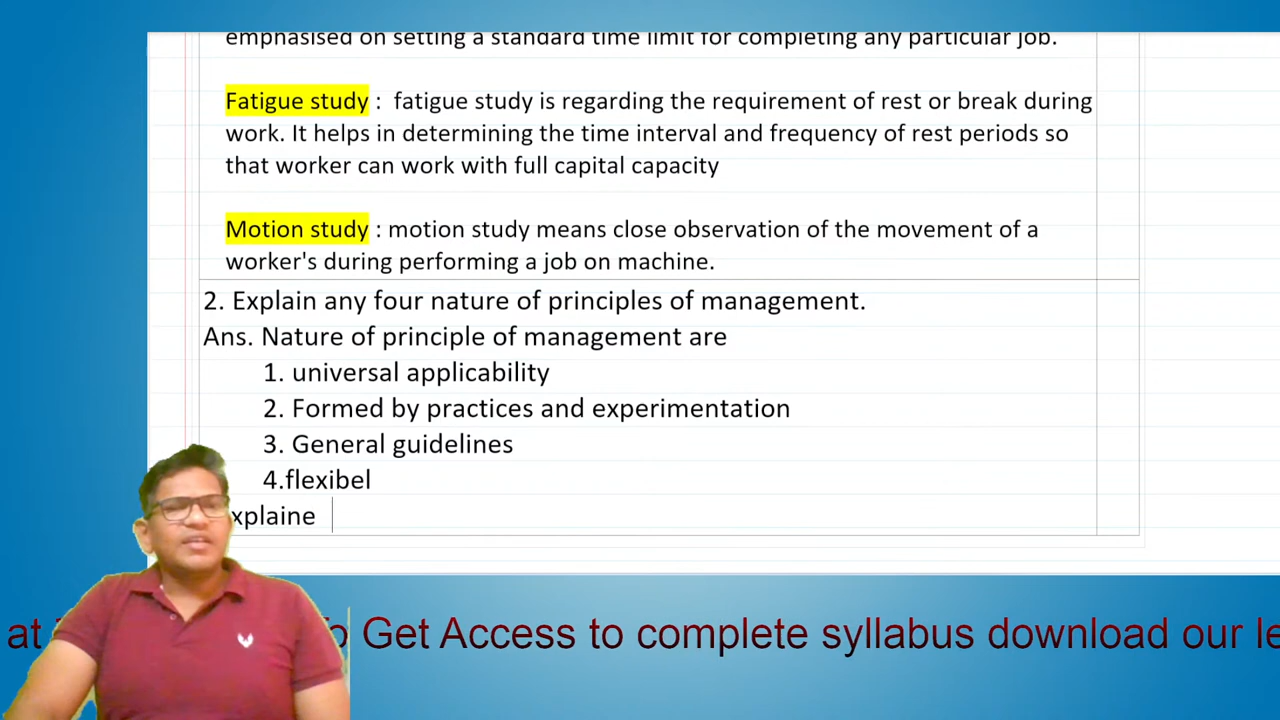 emphasised on setting a standard time limit for completing any particular job.
Fatigue study : fatigue study is regarding the requirement of rest or break during
work. It helps in determining the time interval and frequency of rest periods so
that worker can work with full capital capacity
Motion study : motion study means close observation of the movement of a
worker's during performing a job on machine.
2. Explain any four nature of principles of management.
Ans. Nature of principle of management are
1. universal applicability
2. Formed by practices and experimentation
3. General guidelines
4.flexibel
xplaine
at Get Access to complete syllabus download our le